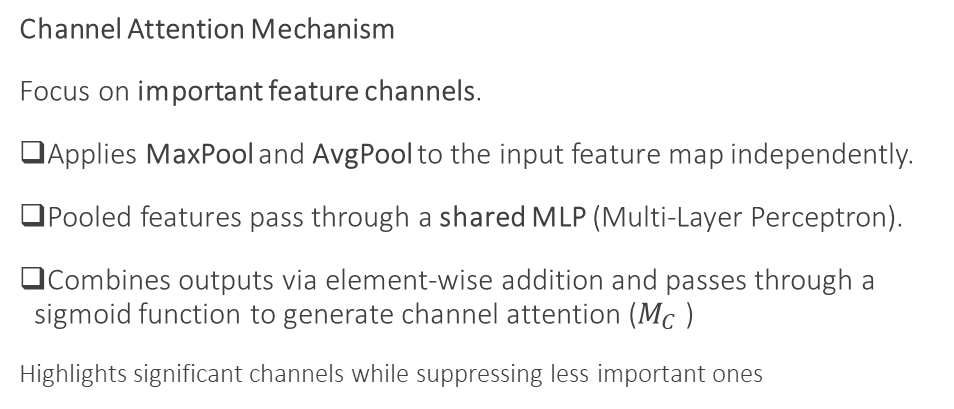 Channel Attention Mechanism
Focus on important feature channels.
❑Applies MaxPool and AvgPool to the input feature map independently.
❑Pooled features pass through a shared MLP (Multi-Layer Perceptron).
❑Combines outputs via element-wise addition and passes through a
sigmoid function to generate channel attention (𝑀𝐶 )
Highlights significant channels while suppressing less important ones